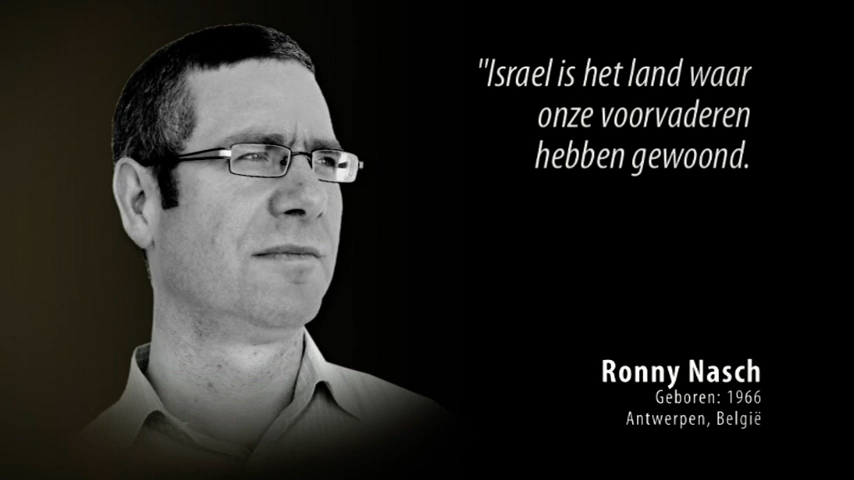 "Israel is het land waar
onze voorvaderen
hebben gewoond.
Ronny Nasch
Geboren: 1966
Antwerpen, België